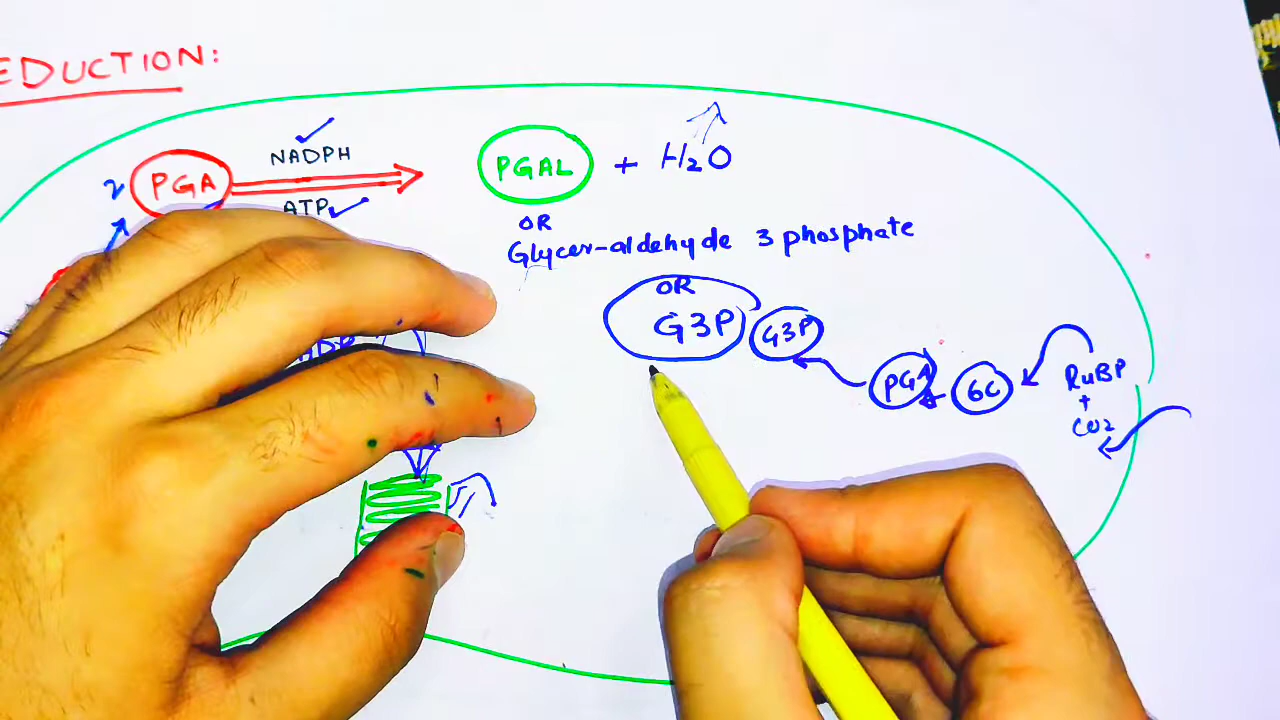 EDUCTION:
NADPH
2 PGA PGAL + H2O
ATP
OR
Glycer-aldehyde 3 phosphate
OR
G3P G3P
PGA 6C RuBP
+
CO2